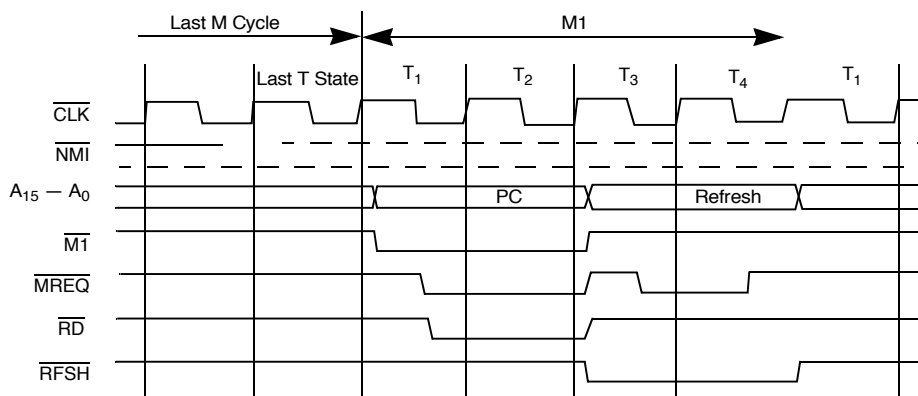 Last M Cycle
M1
Last T State
T1
T2
T3
T4
T1
CLK
NMI
A15 — A0
PC
Refresh
M1
MREQ
RD
RFSH